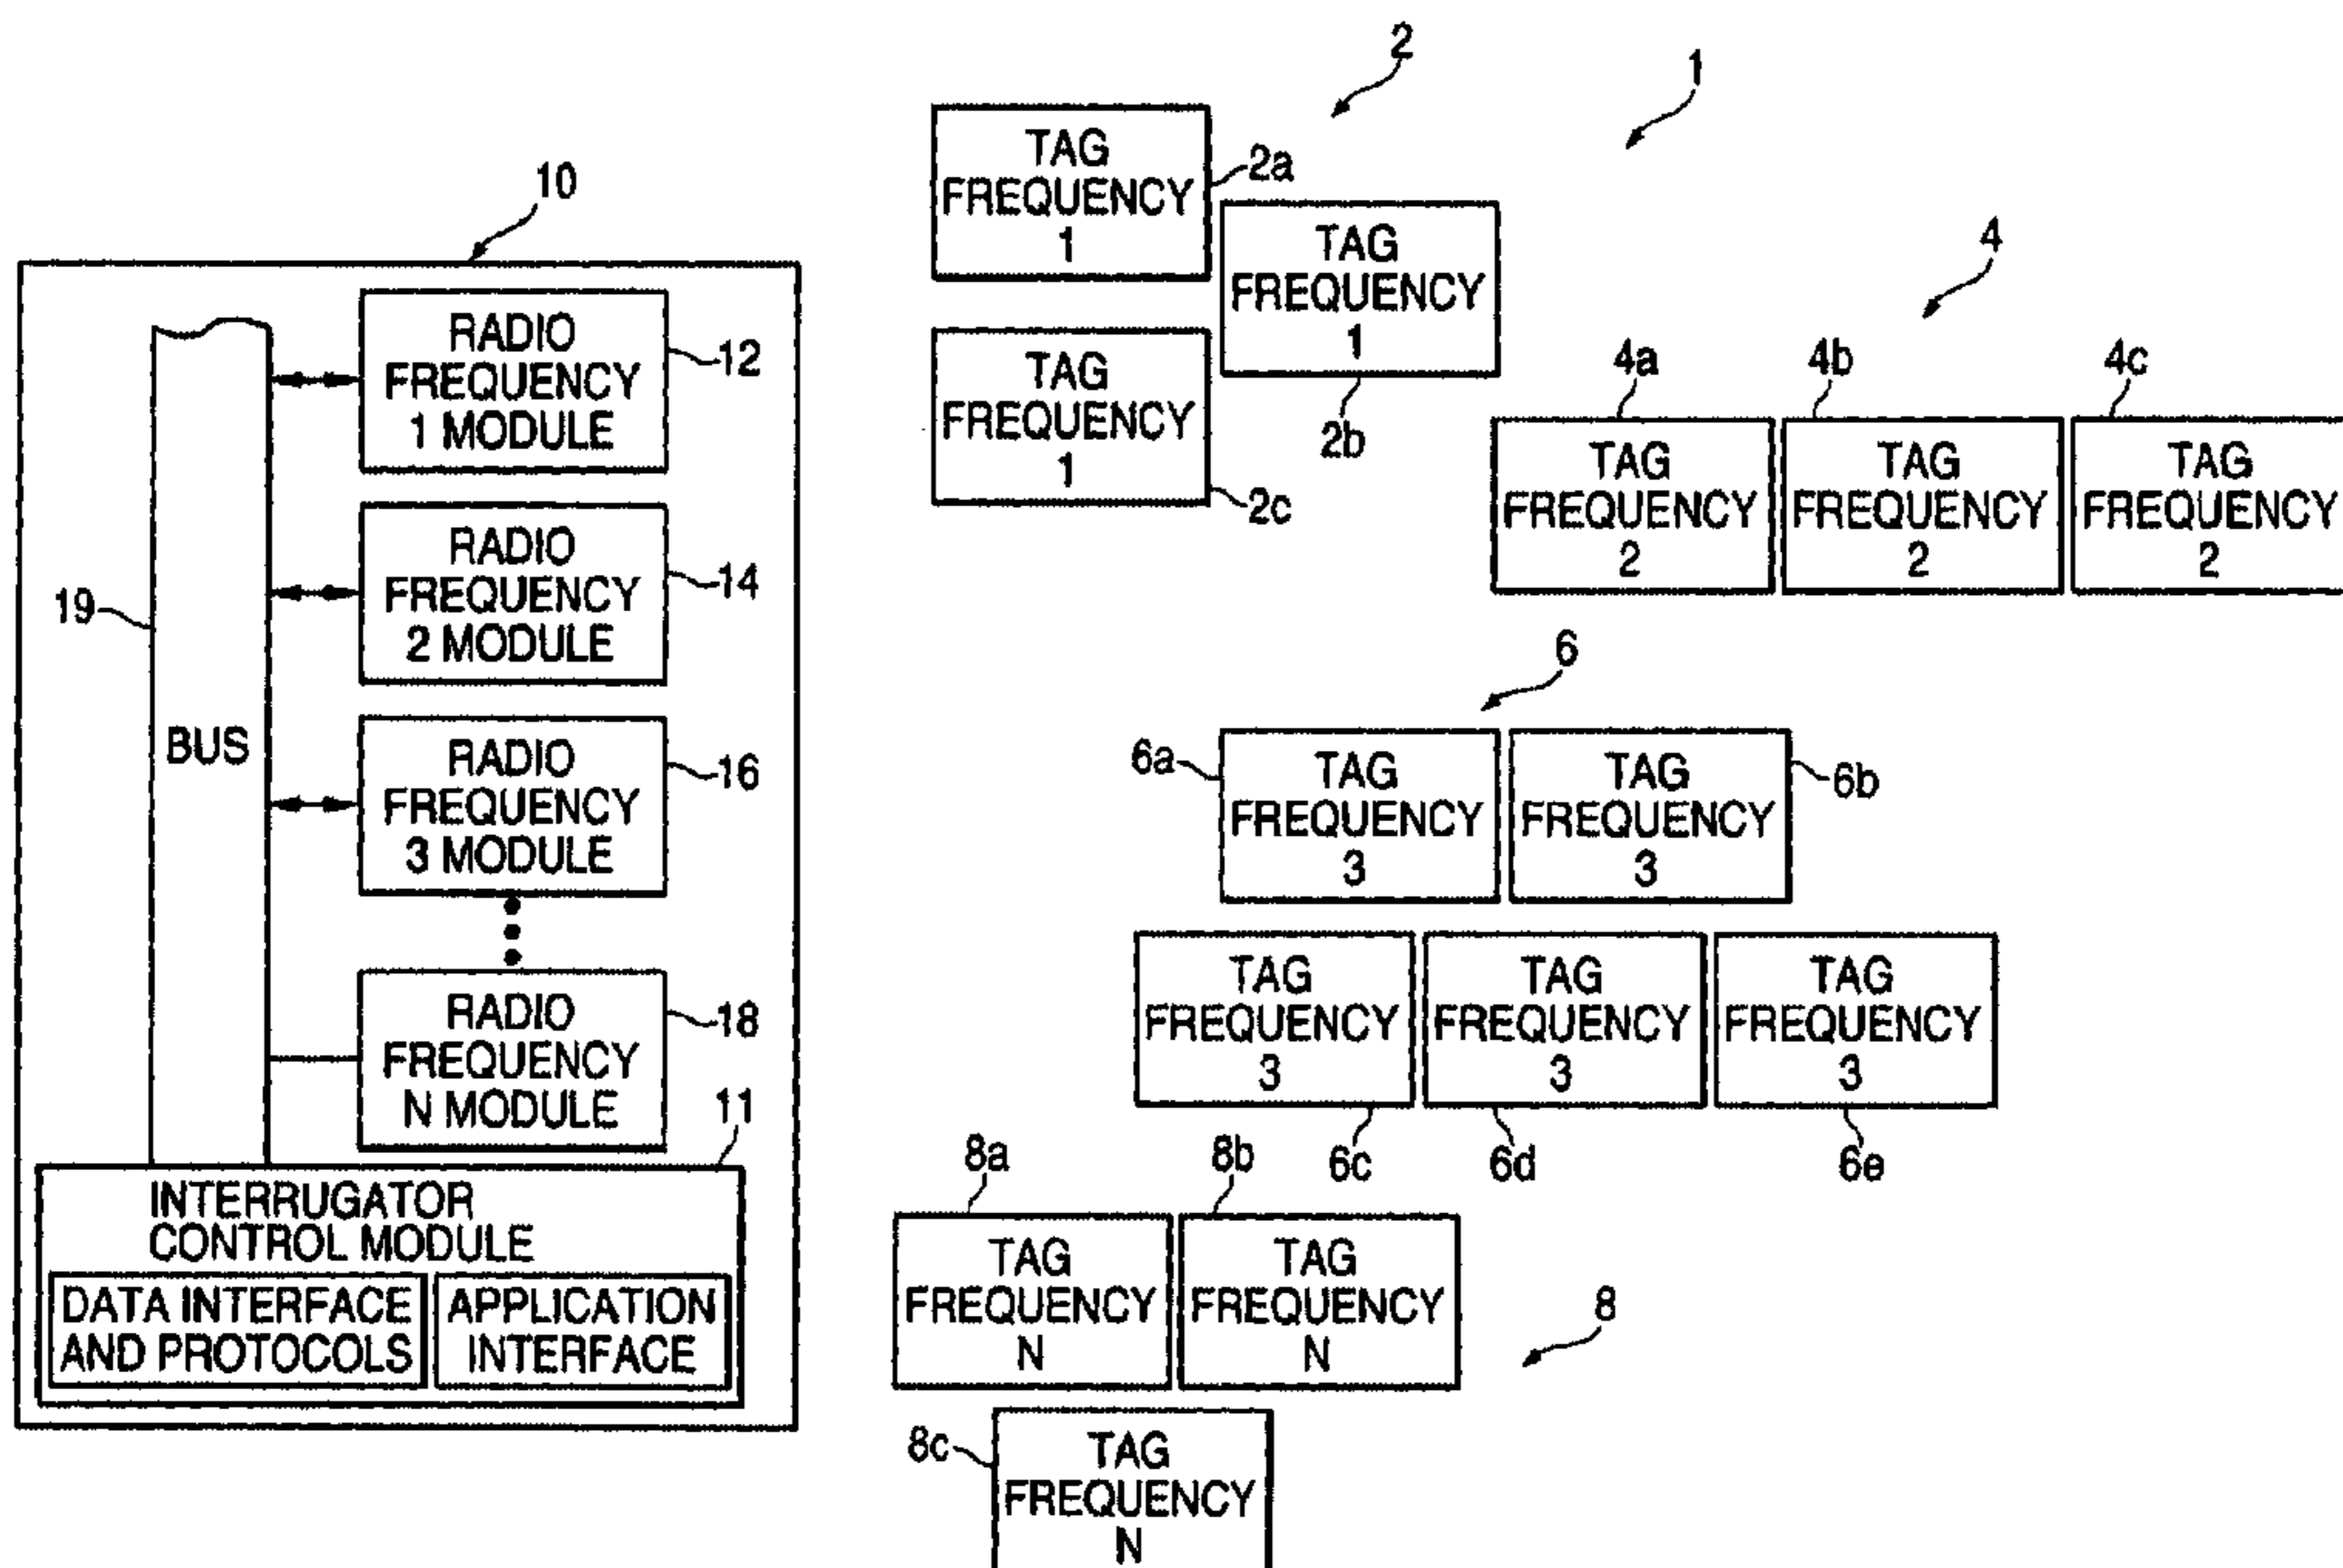 10
RADIO
FREQUENCY
1 MODULE
12
RADIO
FREQUENCY
2 MODULE
14
19
BUS
RADIO
FREQUENCY
3 MODULE
16
RADIO
FREQUENCY
N MODULE
18
11
INTERRUGATOR
CONTROL MODULE
DATA INTERFACE
AND PROTOCOLS
APPLICATION
INTERFACE
2
1
TAG
FREQUENCY
1
2a
TAG
FREQUENCY
1
2b
TAG
FREQUENCY
1
2c
4
4a
4b
4c
TAG
FREQUENCY
2
TAG
FREQUENCY
2
TAG
FREQUENCY
2
6
6a
TAG
FREQUENCY
3
TAG
FREQUENCY
3
6b
TAG
FREQUENCY
3
TAG
FREQUENCY
3
TAG
FREQUENCY
3
6c
6d
6e
8a
8b
TAG
FREQUENCY
N
TAG
FREQUENCY
N
8
8c
TAG
FREQUENCY
N